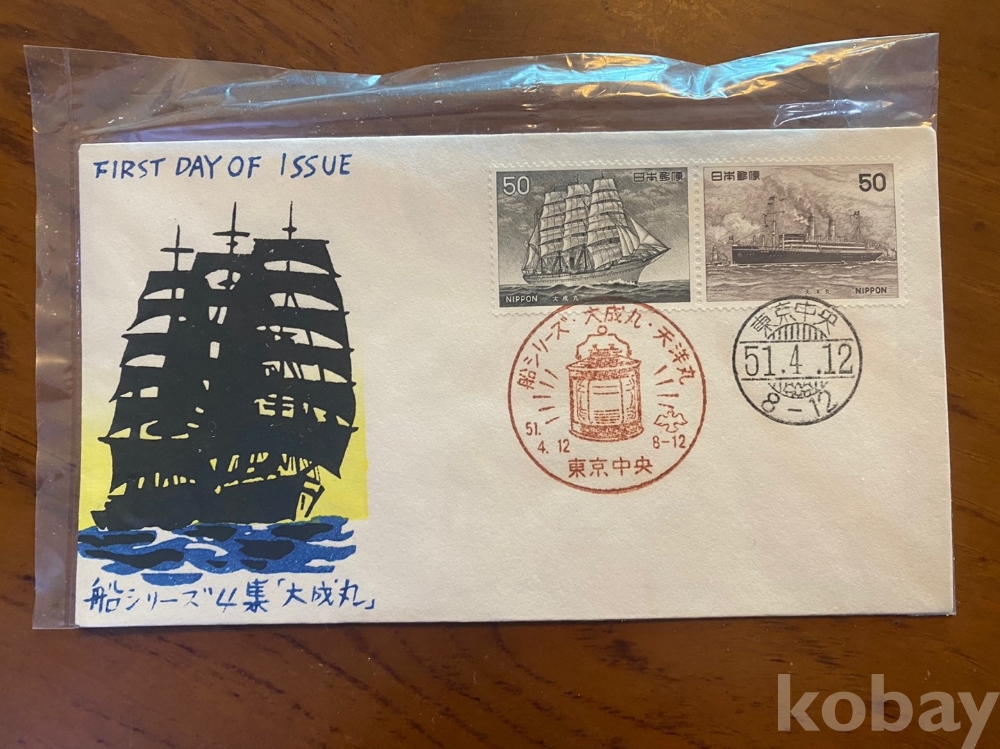 FIRST DAY OF ISSUE
50 日本郵便
NIPPON 大成丸
日本郵便 50
天洋丸 NIPPON
船シリーズ・大成丸・天洋丸
51.
4.12 8-12
東京中央
東京中央
51.4.12
8-12
船シリーズ4集「大成丸」
kobay